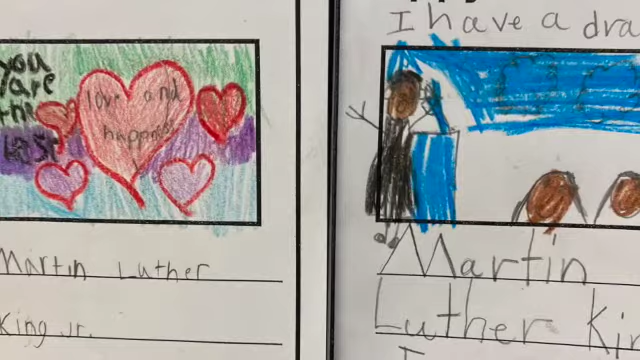 you
are
the
best
love and
happiness
Martin Luther
King Jr.
I have a dra
Martin
Luther Kin